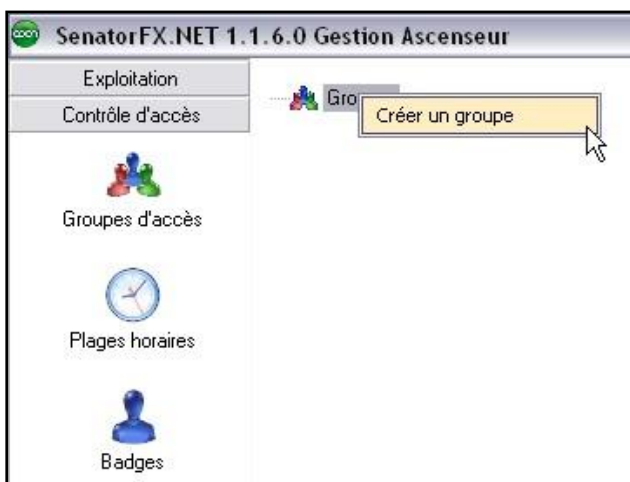 SenatorFX.NET 1.1.6.0 Gestion Ascenseur
Exploitation
Contrôle d'accès
Groupes d'accès
Plages horaires
Badges
Gro
Créer un groupe